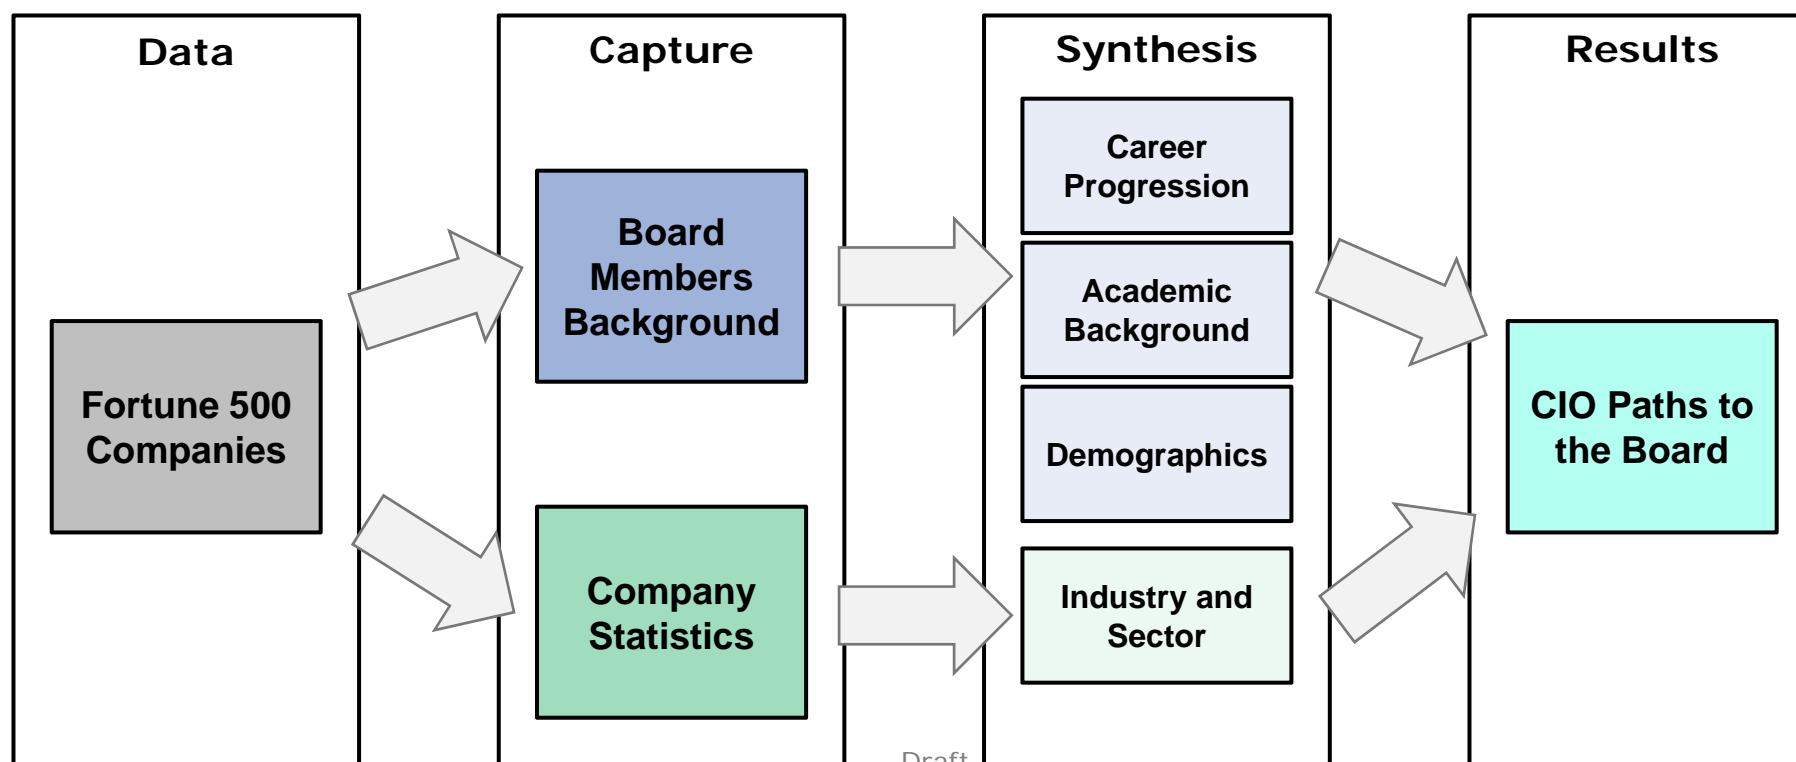 Data
Fortune 500
Companies
Capture
Board
Members
Background
Company
Statistics
Synthesis
Career
Progression
Academic
Background
Demographics
Industry and
Sector
Results
CIO Paths to
the Board
Draft